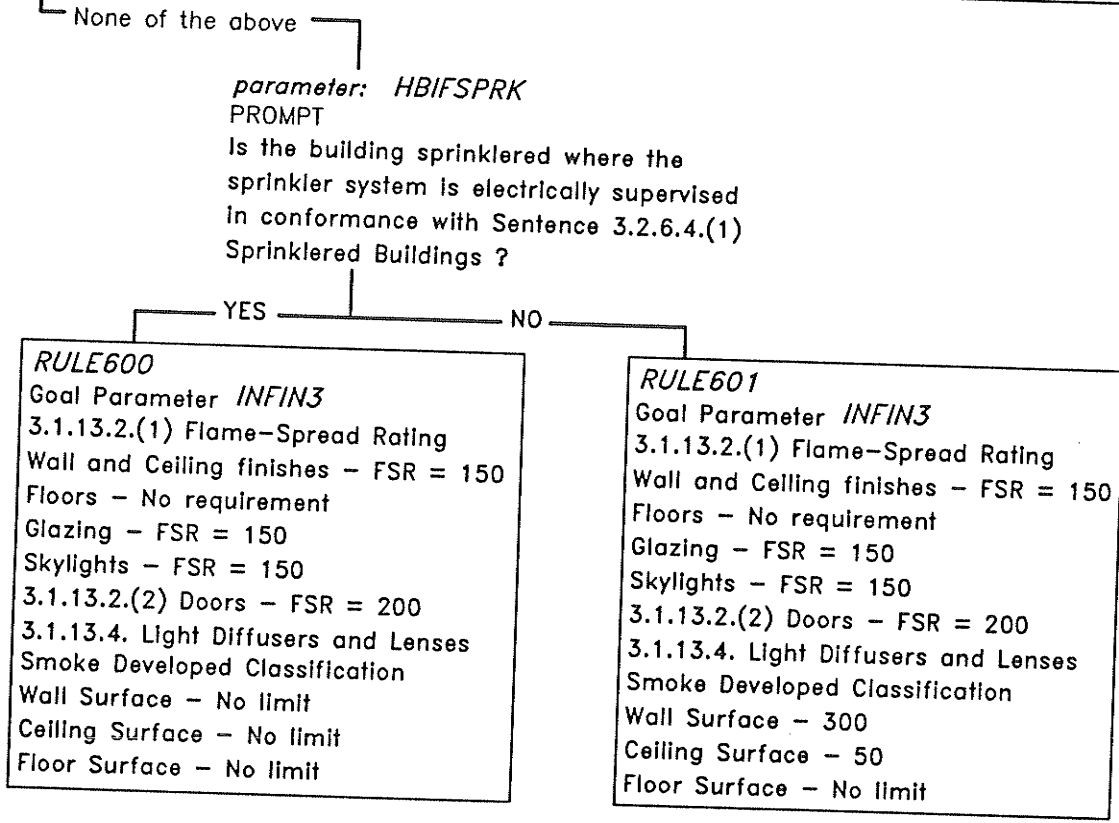 None of the above
parameter: HBIFSPRK
PROMPT
Is the building sprinklered where the
sprinkler system is electrically supervised
in conformance with Sentence 3.2.6.4.(1)
Sprinklered Buildings ?
YES
NO
RULE600
Goal Parameter INFIN3
3.1.13.2.(1) Flame-Spread Rating
Wall and Ceiling finishes - FSR = 150
Floors - No requirement
Glazing - FSR = 150
Skylights - FSR = 150
3.1.13.2.(2) Doors - FSR = 200
3.1.13.4. Light Diffusers and Lenses
Smoke Developed Classification
Wall Surface - No limit
Ceiling Surface - No limit
Floor Surface - No limit
RULE601
Goal Parameter INFIN3
3.1.13.2.(1) Flame-Spread Rating
Wall and Ceiling finishes - FSR = 150
Floors - No requirement
Glazing - FSR = 150
Skylights - FSR = 150
3.1.13.2.(2) Doors - FSR = 200
3.1.13.4. Light Diffusers and Lenses
Smoke Developed Classification
Wall Surface - 300
Ceiling Surface - 50
Floor Surface - No limit